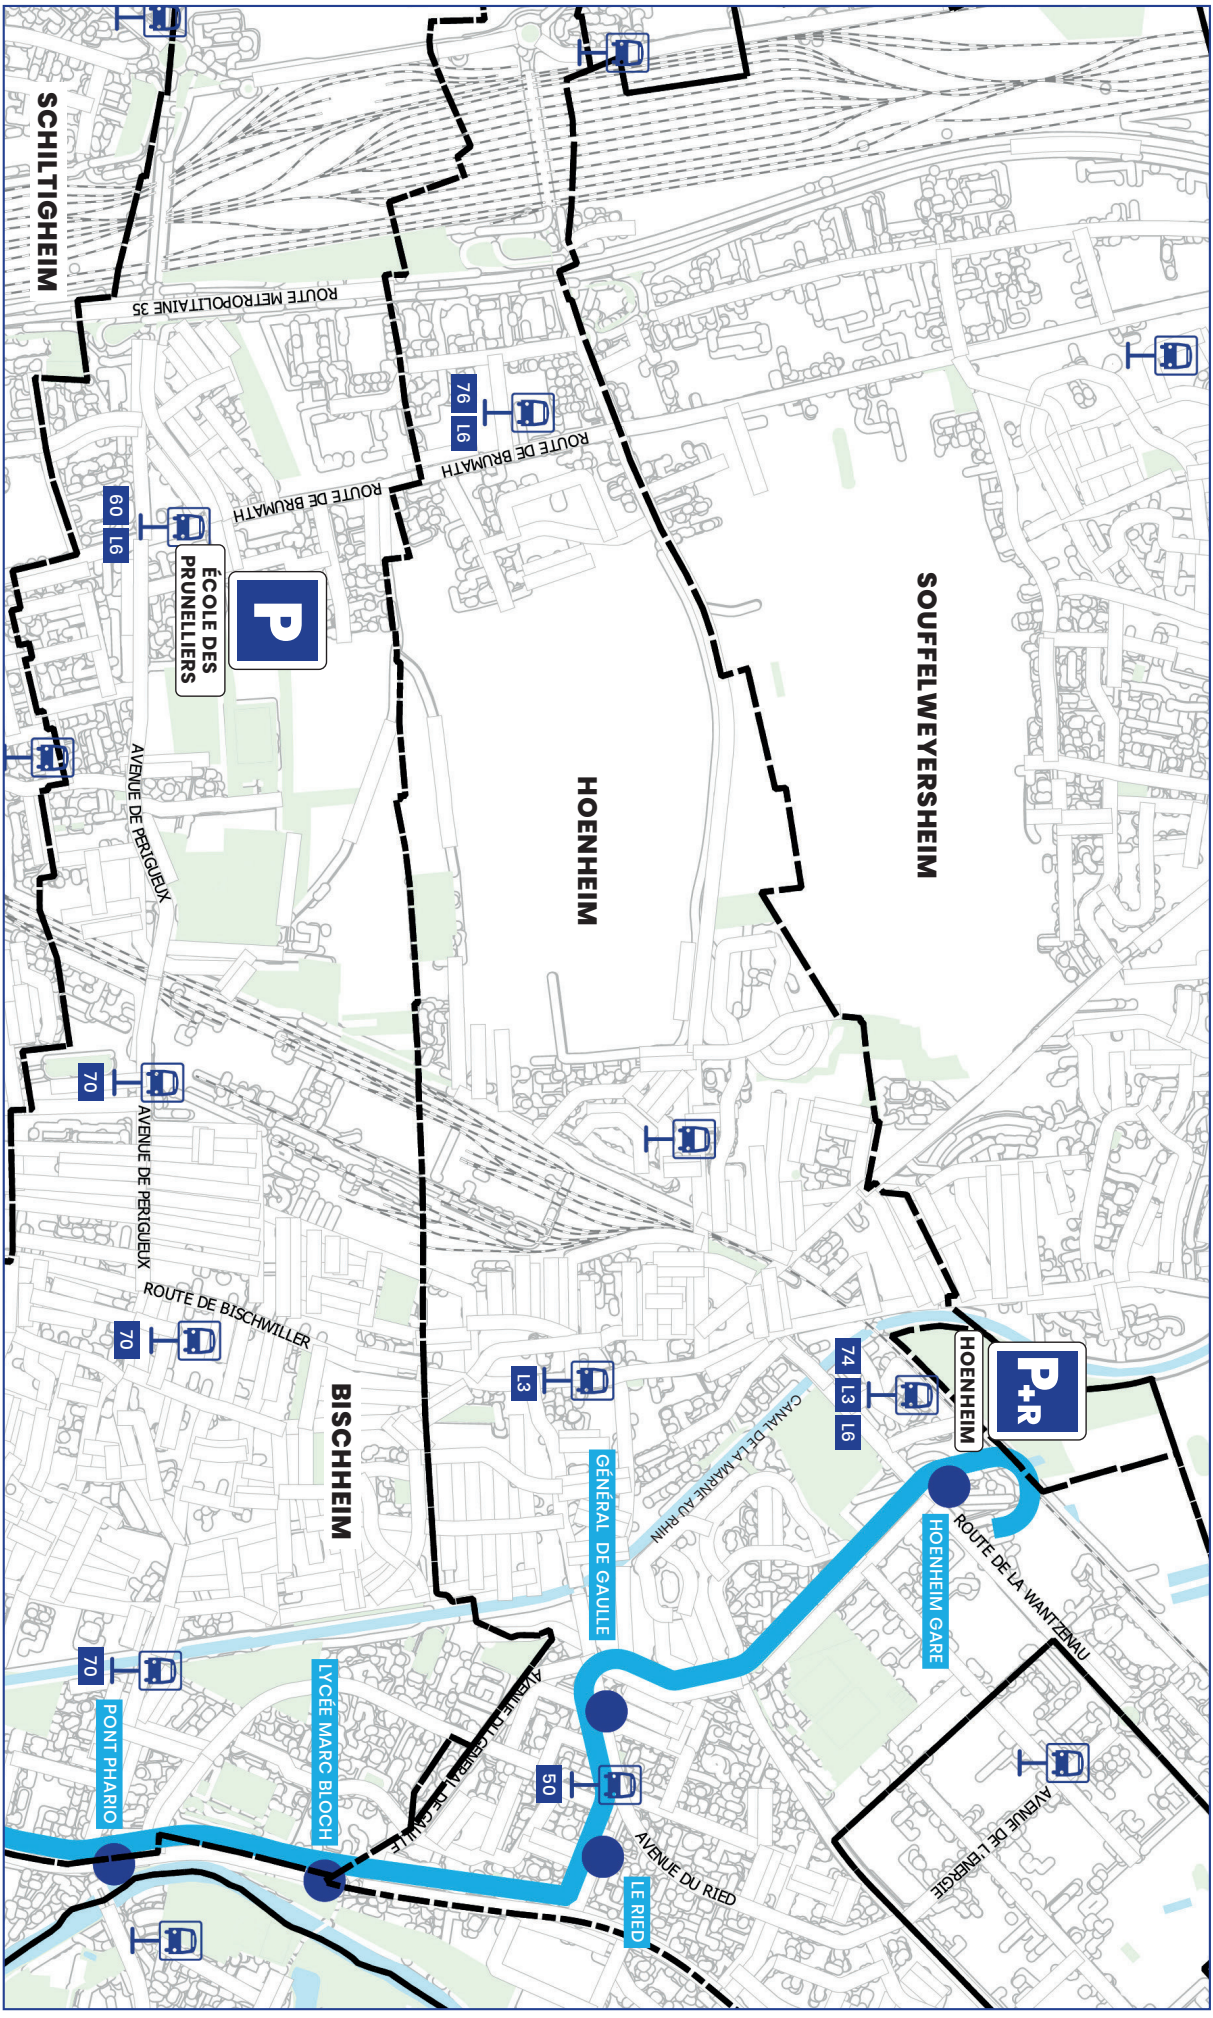 SCHILTIGHEIM
ROUTE METROPOLITAINE 35
76 L6
ROUTE DE BRUMATH
ROUTE DE BRUMATH
60 L6
ÉCOLE DES
PRUNELLIERS
P
SOUFFELWEYERSHEIM
HOENHEIM
AVENUE DE PERIGUEUX
70
AVENUE DE PERIGUEUX
ROUTE DE BISCHWILLER
70
BISCHHEIM
L3
74 L3 L6
P+R
HOENHEIM
CANAL DE LA MARNE AU RHIN
GÉNÉRAL DE GAULLE
HOENHEIM GARE
ROUTE DE LA WANTZENAU
70
PONT PHARIO
LYCÉE MARC BLOCH
AVENUE DU GENERAL DE GAULLE
50
AVENUE DU RIED
LE RIED
AVENUE DE L'ENERGIE